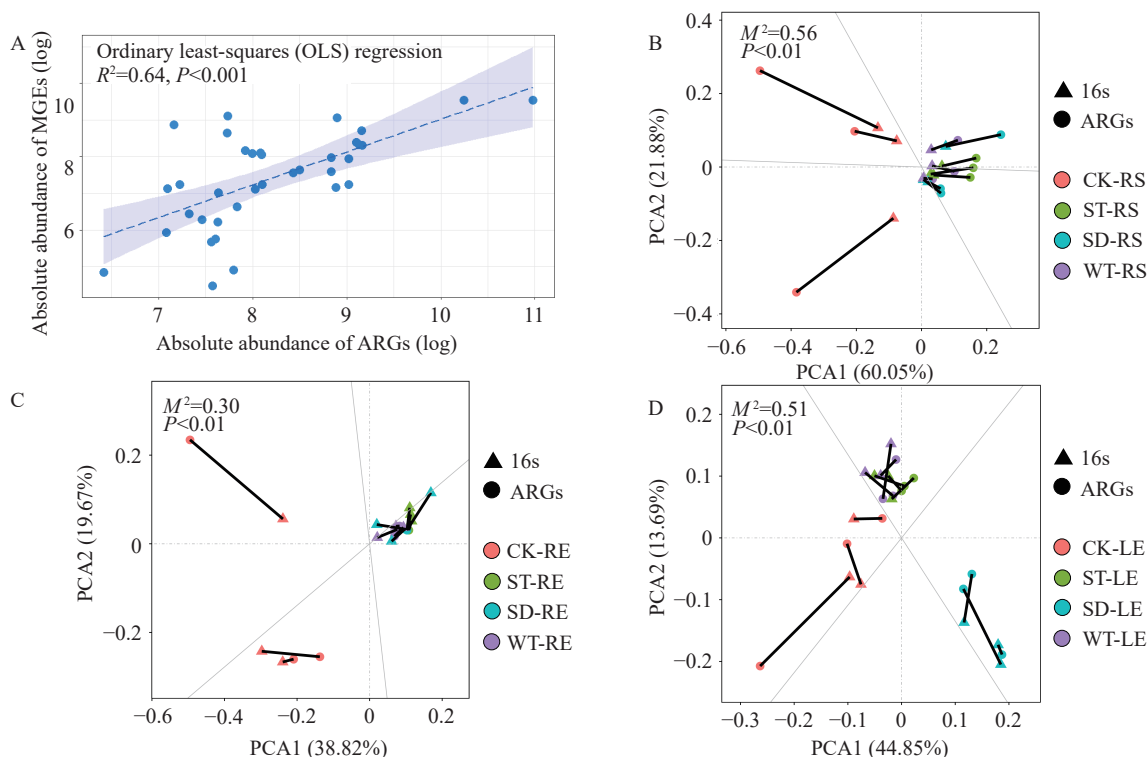 A
Ordinary least-squares (OLS) regression
R²=0.64, P<0.001
Absolute abundance of MGEs (log)
10
8
6
7
8
9
10
11
Absolute abundance of ARGs (log)
B
M²=0.56
P<0.01
PCA2 (21.88%)
0.4
0.2
0
−0.2
−0.4
−0.6
−0.4
−0.2
0
0.2
PCA1 (60.05%)
16s
ARGs
CK-RS
ST-RS
SD-RS
WT-RS
C
M²=0.30
P<0.01
PCA2 (19.67%)
0.2
0
−0.2
−0.6
−0.4
−0.2
0
0.2
PCA1 (38.82%)
16s
ARGs
CK-RE
ST-RE
SD-RE
WT-RE
D
M²=0.51
P<0.01
PCA2 (13.69%)
0.2
0.1
0
−0.1
−0.2
−0.3
−0.2
−0.1
0
0.1
0.2
PCA1 (44.85%)
16s
ARGs
CK-LE
ST-LE
SD-LE
WT-LE